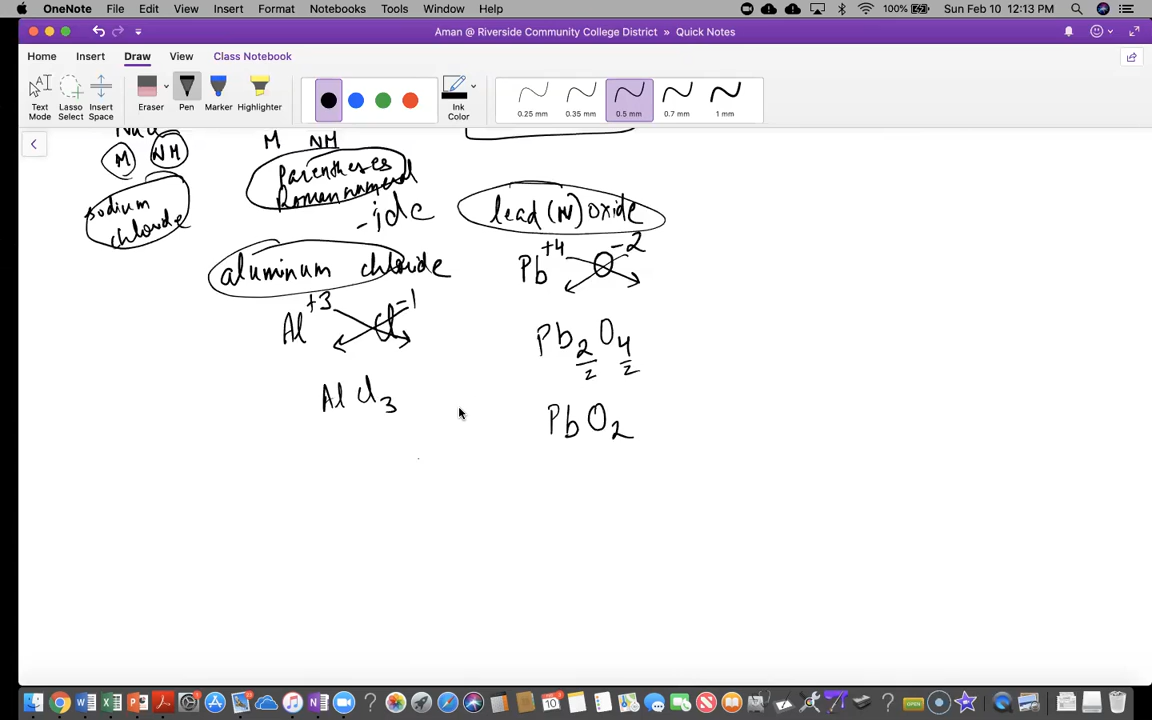 OneNote File Edit View Insert Format Notebooks Tools Window Help 100% Sun Feb 10 12:13 PM
Aman @ Riverside Community College District » Quick Notes
Home Insert Draw View Class Notebook
Text Mode Lasso Select Insert Space Eraser Pen Marker Highlighter Ink Color 0.25 mm 0.35 mm 0.5 mm 0.7 mm 1 mm
M NM
M NM
Parentheses
Roman numeral
-ide
sodium
chloride
lead (IV) oxide
aluminum chloride
Pb+4 O-2
Al+3 Cl-1
Pb2O4
2 2
AlCl3
PbO2